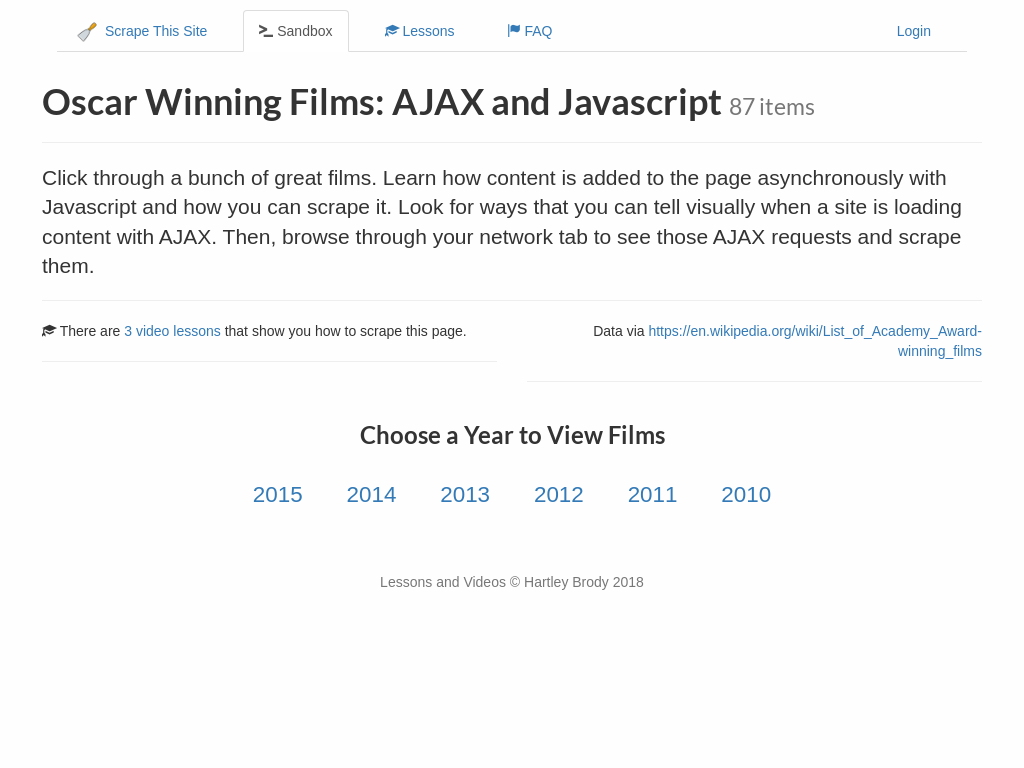 Scrape This Site
Sandbox
Lessons
FAQ
Login
Oscar Winning Films: AJAX and Javascript 87 items
Click through a bunch of great films. Learn how content is added to the page asynchronously with
Javascript and how you can scrape it. Look for ways that you can tell visually when a site is loading
content with AJAX. Then, browse through your network tab to see those AJAX requests and scrape
them.
There are 3 video lessons that show you how to scrape this page.
Data via https://en.wikipedia.org/wiki/List_of_Academy_Award-
winning_films
Choose a Year to View Films
2015 2014 2013 2012 2011 2010
Lessons and Videos © Hartley Brody 2018